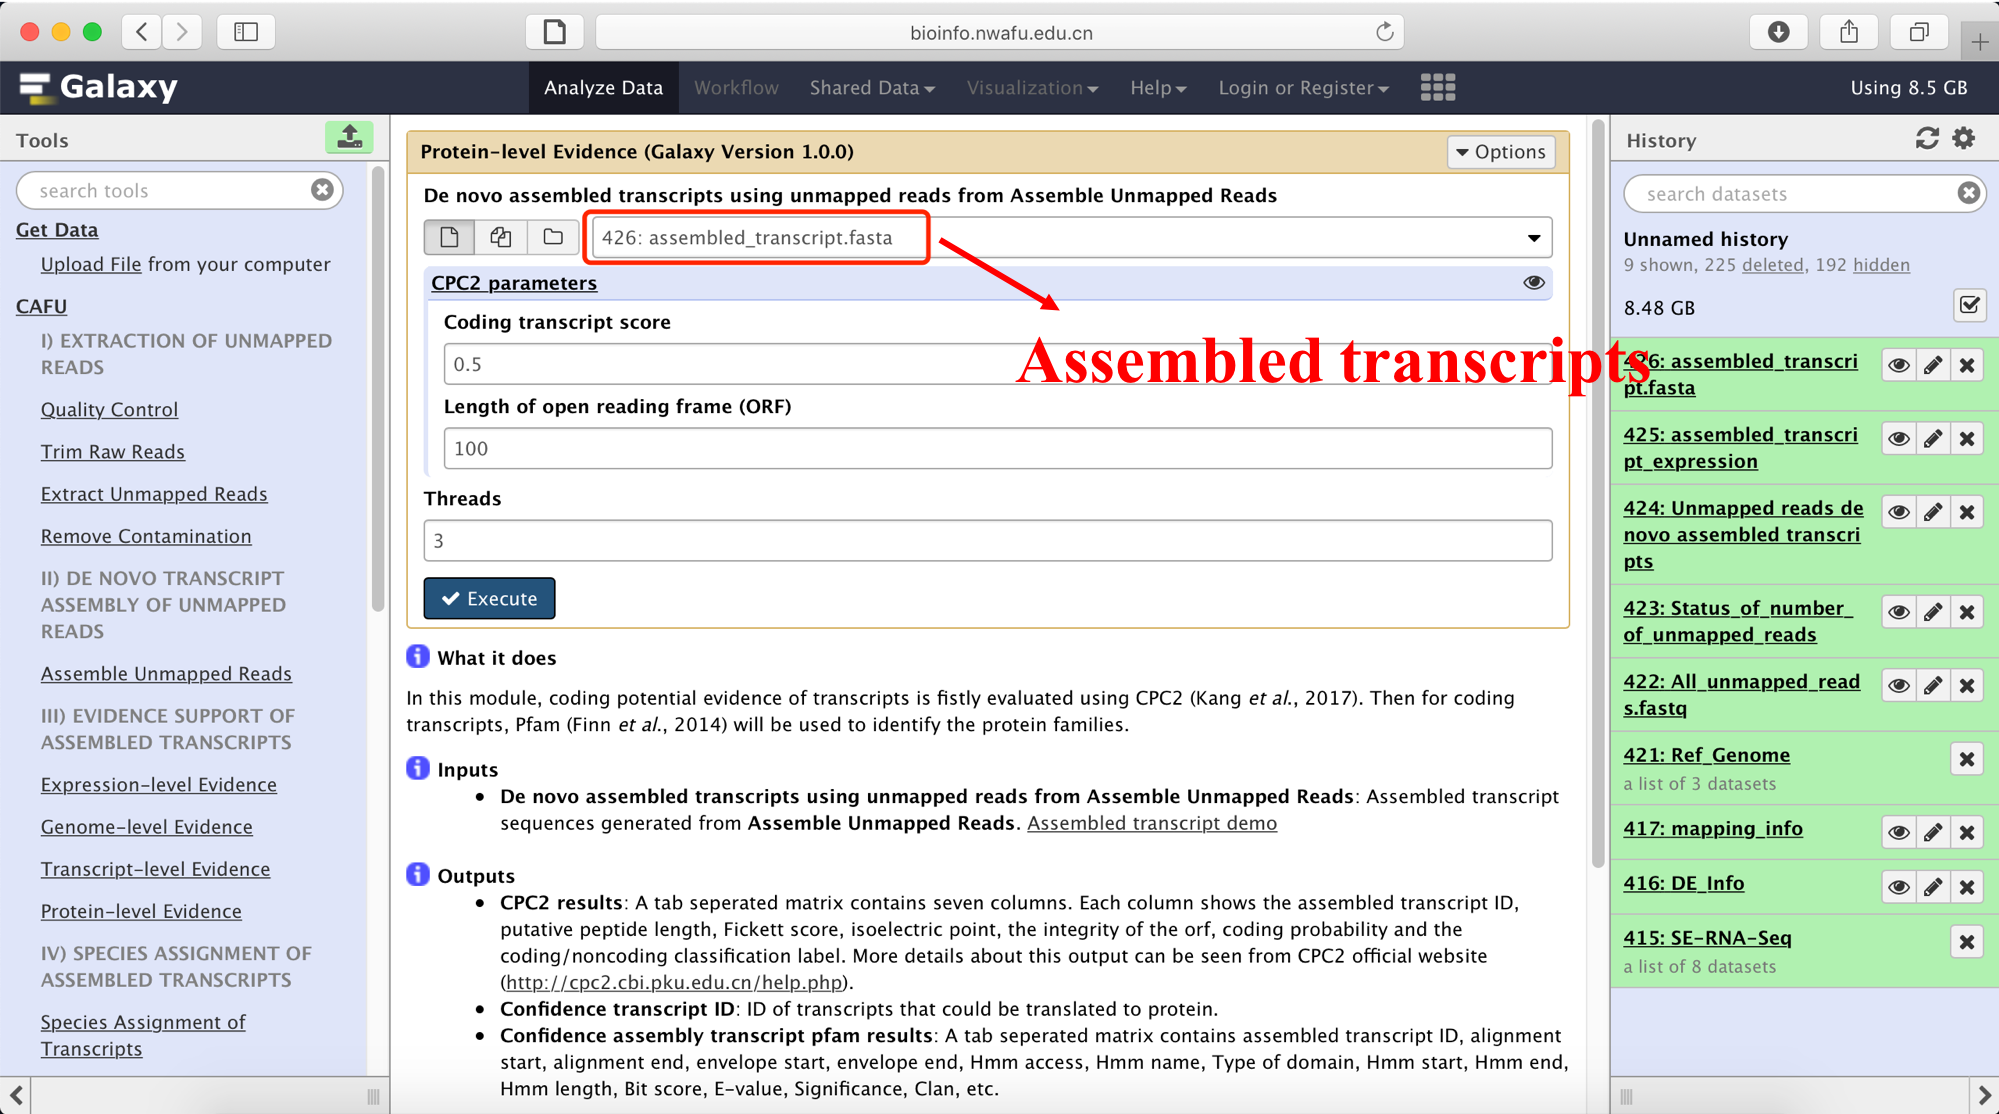 bioinfo.nwafu.edu.cn
Galaxy
Analyze Data
Workflow
Shared Data
Visualization
Help
Login or Register
Using 8.5 GB
Tools
search tools
Get Data
Upload File from your computer
CAFU
I) EXTRACTION OF UNMAPPED
READS
Quality Control
Trim Raw Reads
Extract Unmapped Reads
Remove Contamination
II) DE NOVO TRANSCRIPT
ASSEMBLY OF UNMAPPED
READS
Assemble Unmapped Reads
III) EVIDENCE SUPPORT OF
ASSEMBLED TRANSCRIPTS
Expression-level Evidence
Genome-level Evidence
Transcript-level Evidence
Protein-level Evidence
IV) SPECIES ASSIGNMENT OF
ASSEMBLED TRANSCRIPTS
Species Assignment of
Transcripts
Protein-level Evidence (Galaxy Version 1.0.0)
Options
De novo assembled transcripts using unmapped reads from Assemble Unmapped Reads
426: assembled_transcript.fasta
CPC2 parameters
Coding transcript score
0.5
Assembled transcripts
Length of open reading frame (ORF)
100
Threads
3
Execute
What it does
In this module, coding potential evidence of transcripts is fistly evaluated using CPC2 (Kang et al., 2017). Then for coding
transcripts, Pfam (Finn et al., 2014) will be used to identify the protein families.
Inputs
• De novo assembled transcripts using unmapped reads from Assemble Unmapped Reads: Assembled transcript
sequences generated from Assemble Unmapped Reads. Assembled transcript demo
Outputs
• CPC2 results: A tab seperated matrix contains seven columns. Each column shows the assembled transcript ID,
putative peptide length, Fickett score, isoelectric point, the integrity of the orf, coding probability and the
coding/noncoding classification label. More details about this output can be seen from CPC2 official website
(http://cpc2.cbi.pku.edu.cn/help.php).
• Confidence transcript ID: ID of transcripts that could be translated to protein.
• Confidence assembly transcript pfam results: A tab seperated matrix contains assembled transcript ID, alignment
start, alignment end, envelope start, envelope end, Hmm access, Hmm name, Type of domain, Hmm start, Hmm end,
Hmm length, Bit score, E-value, Significance, Clan, etc.
History
search datasets
Unnamed history
9 shown, 225 deleted, 192 hidden
8.48 GB
426: assembled_transcri
pt.fasta
425: assembled_transcri
pt_expression
424: Unmapped reads de
novo assembled transcri
pts
423: Status_of_number_
of_unmapped_reads
422: All_unmapped_read
s.fastq
421: Ref_Genome
a list of 3 datasets
417: mapping_info
416: DE_Info
415: SE-RNA-Seq
a list of 8 datasets